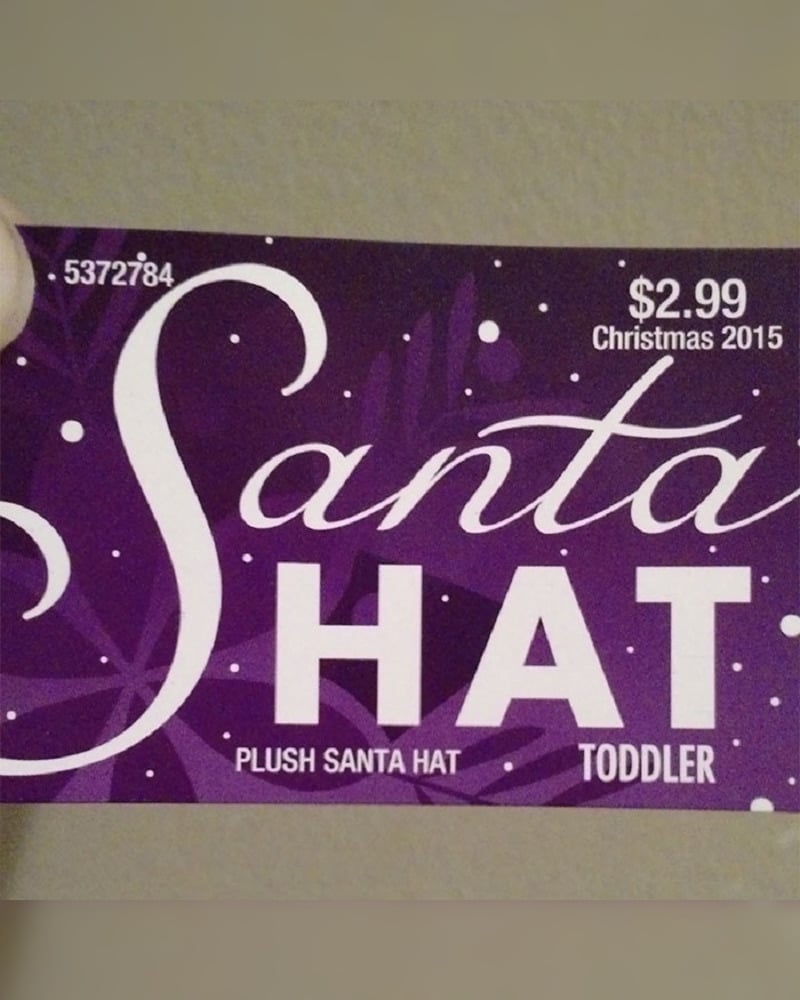 5372784
$2.99
Christmas 2015
Santa
HAT
PLUSH SANTA HAT
TODDLER